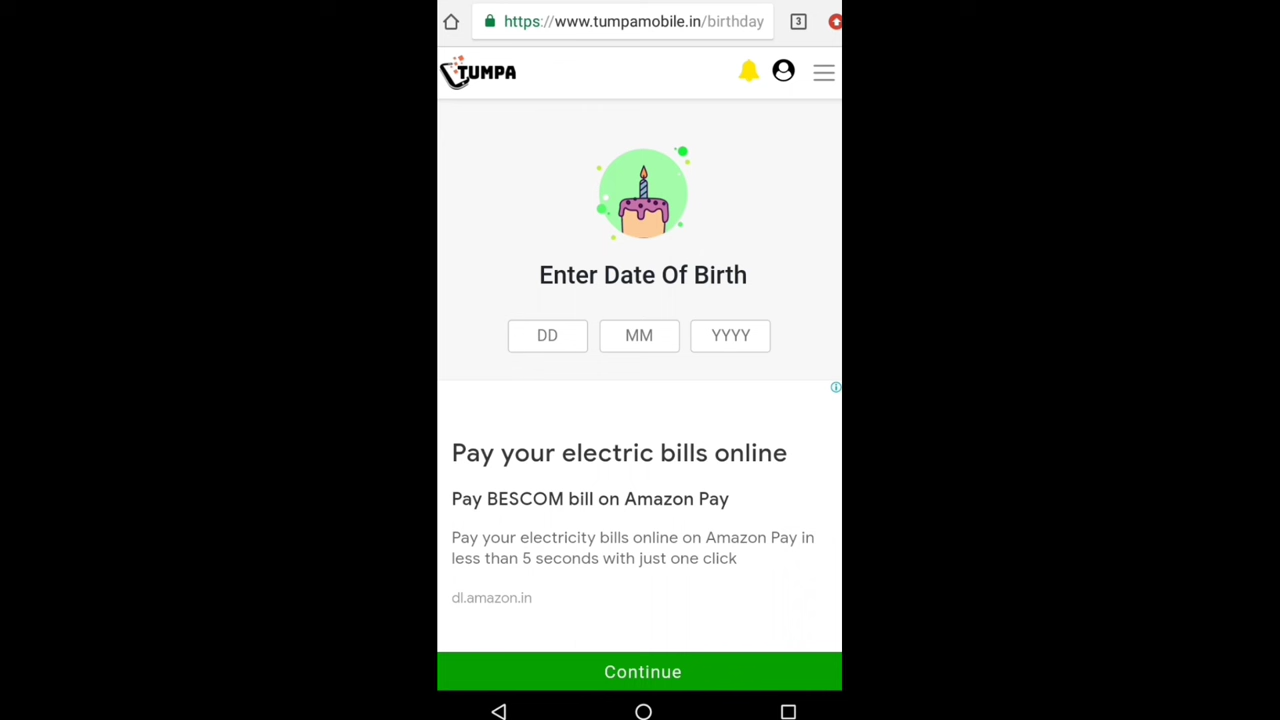 https://www.tumpamobile.in/birthday
3
TUMPA
Enter Date Of Birth
DD MM YYYY
Pay your electric bills online
Pay BESCOM bill on Amazon Pay
Pay your electricity bills online on Amazon Pay in
less than 5 seconds with just one click
dl.amazon.in
Continue